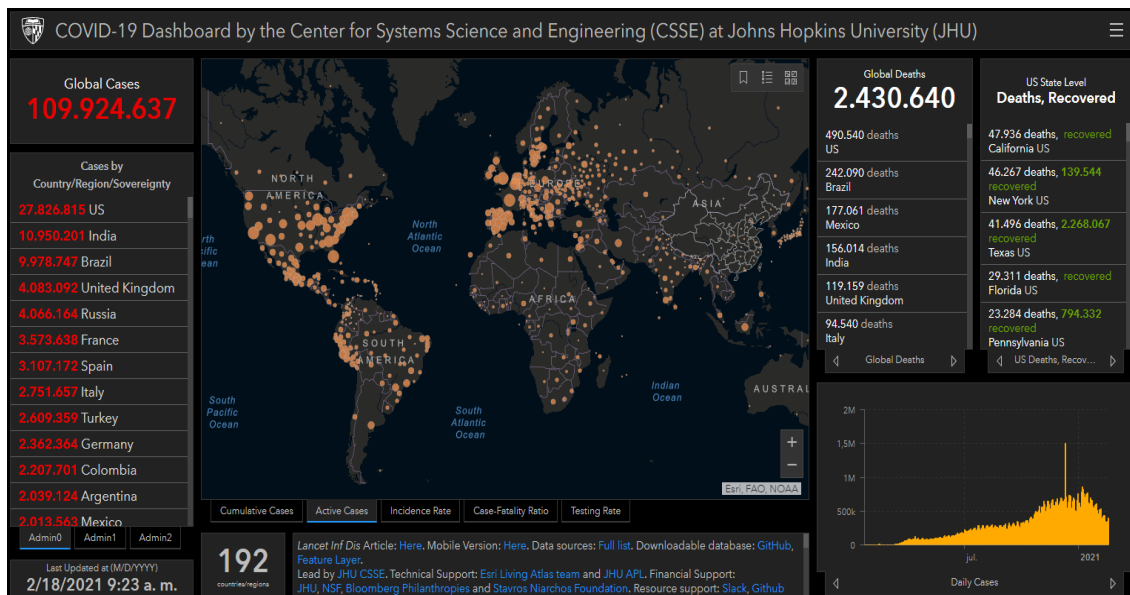 COVID-19 Dashboard by the Center for Systems Science and Engineering (CSSE) at Johns Hopkins University (JHU)
Global Cases
109.924.637
Cases by
Country/Region/Sovereignty
27.826.815 US
10.950.201 India
9.978.747 Brazil
4.083.092 United Kingdom
4.066.164 Russia
3.573.638 France
3.107.172 Spain
2.751.657 Italy
2.609.359 Turkey
2.362.364 Germany
2.207.701 Colombia
2.039.124 Argentina
2.013.563 Mexico
Admin0 Admin1 Admin2
Last Updated at (M/D/YYYY)
2/18/2021 9:23 a. m.
NORTH
AMERICA
EUROPE
ASIA
North
Atlantic
Ocean
rth
ific
ean
AFRICA
SOUTH
AMERICA
Indian
Ocean
AUSTRAL
South
Pacific
Ocean
South
Atlantic
Ocean
+
−
Esri, FAO, NOAA
Cumulative Cases Active Cases Incidence Rate Case-Fatality Ratio Testing Rate
192
countries/regions
Lancet Inf Dis Article: Here. Mobile Version: Here. Data sources: Full list. Downloadable database: GitHub,
Feature Layer.
Lead by JHU CSSE. Technical Support: Esri Living Atlas team and JHU APL. Financial Support:
JHU, NSF, Bloomberg Philanthropies and Stavros Niarchos Foundation. Resource support: Slack, Github
Global Deaths
2.430.640
490.540 deaths
US
242.090 deaths
Brazil
177.061 deaths
Mexico
156.014 deaths
India
119.159 deaths
United Kingdom
94.540 deaths
Italy
Global Deaths
US State Level
Deaths, Recovered
47.936 deaths, recovered
California US
46.267 deaths, 139.544
recovered
New York US
41.496 deaths, 2.268.067
recovered
Texas US
29.311 deaths, recovered
Florida US
23.284 deaths, 794.332
recovered
Pennsylvania US
US Deaths, Recov...
2M
1,5M
1M
500k
0
jul. 2021
Daily Cases